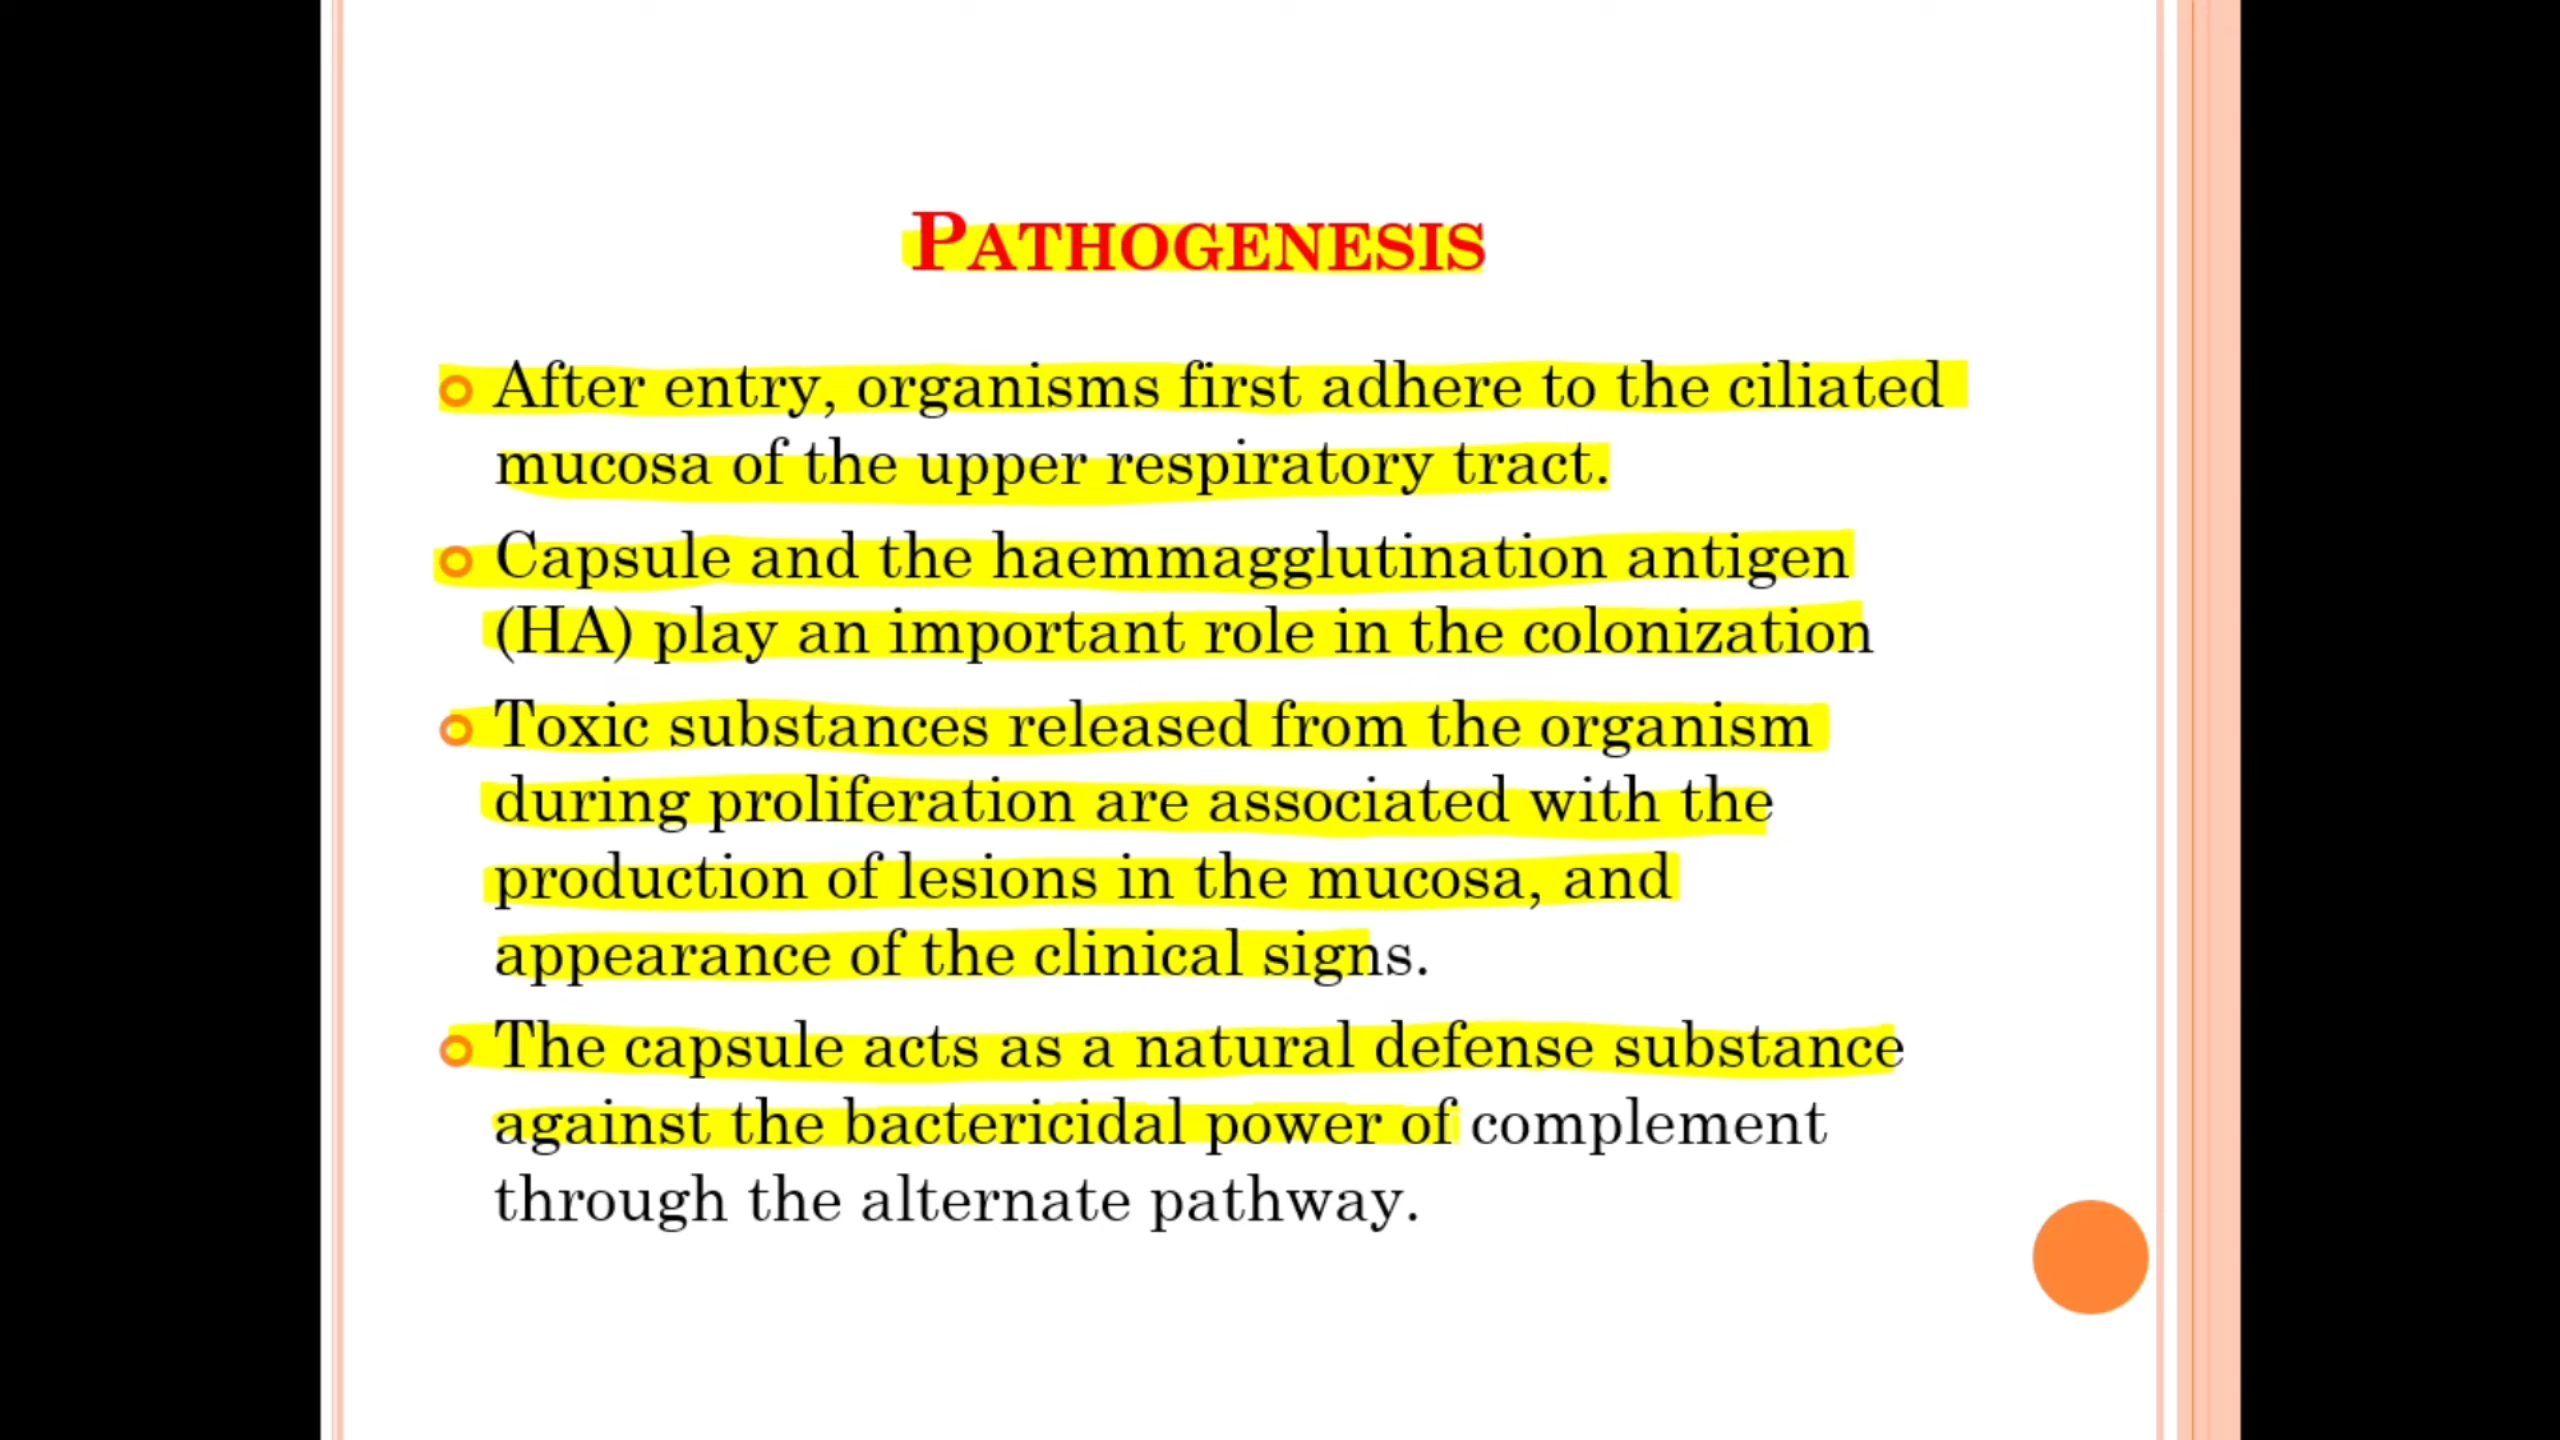 PATHOGENESIS
After entry, organisms first adhere to the ciliated
mucosa of the upper respiratory tract.
Capsule and the haemmagglutination antigen
(HA) play an important role in the colonization
Toxic substances released from the organism
during proliferation are associated with the
production of lesions in the mucosa, and
appearance of the clinical signs.
The capsule acts as a natural defense substance
against the bactericidal power of complement
through the alternate pathway.